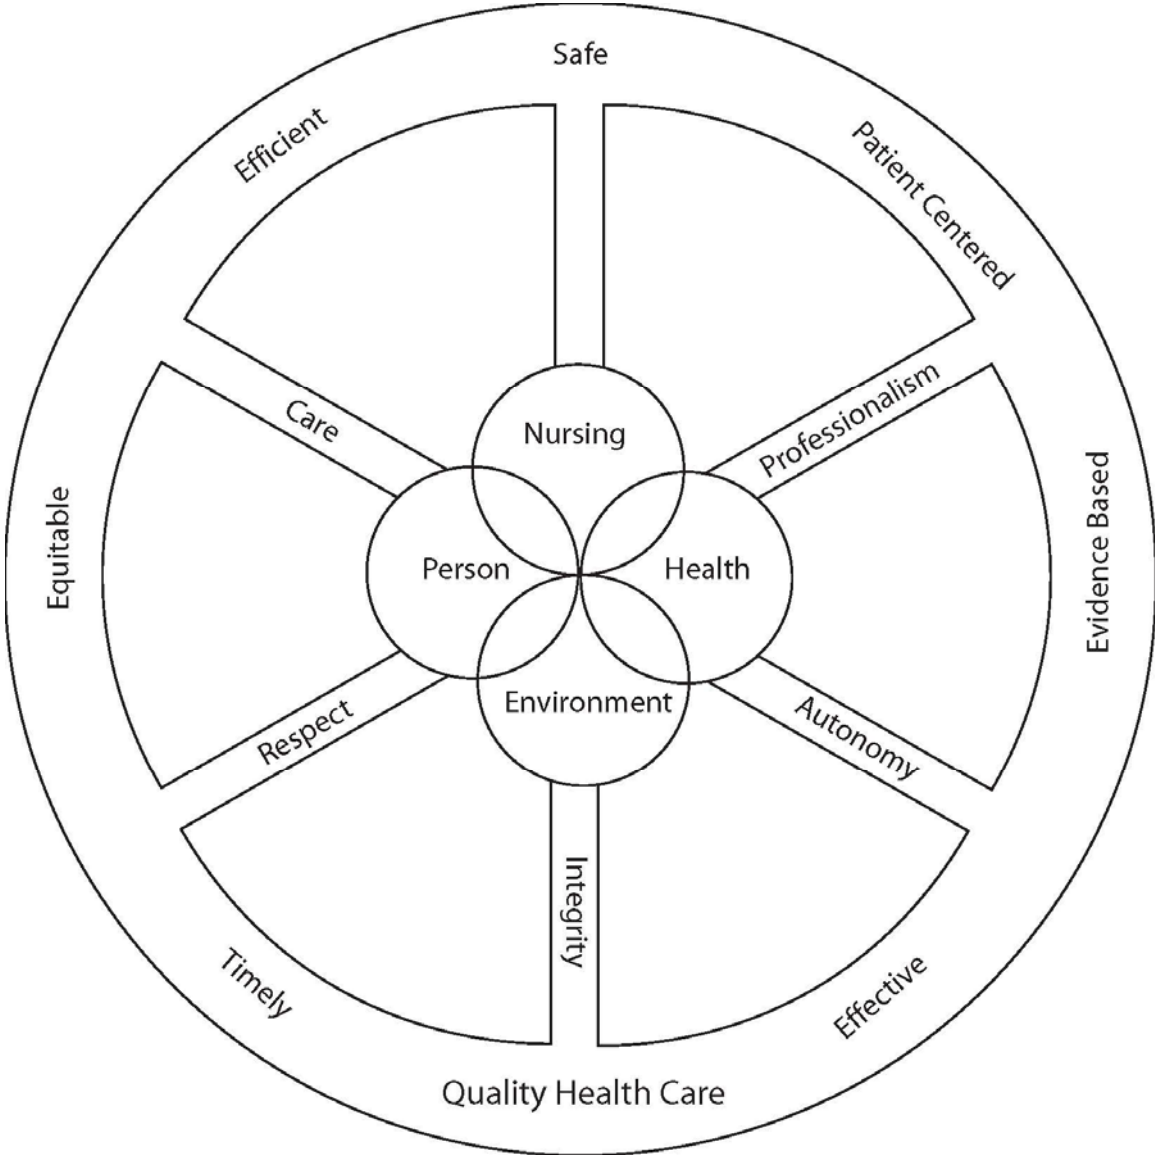 Safe
Efficient
Patient Centered
Care
Professionalism
Nursing
Equitable
Person
Health
Evidence Based
Environment
Respect
Autonomy
Integrity
Timely
Effective
Quality Health Care